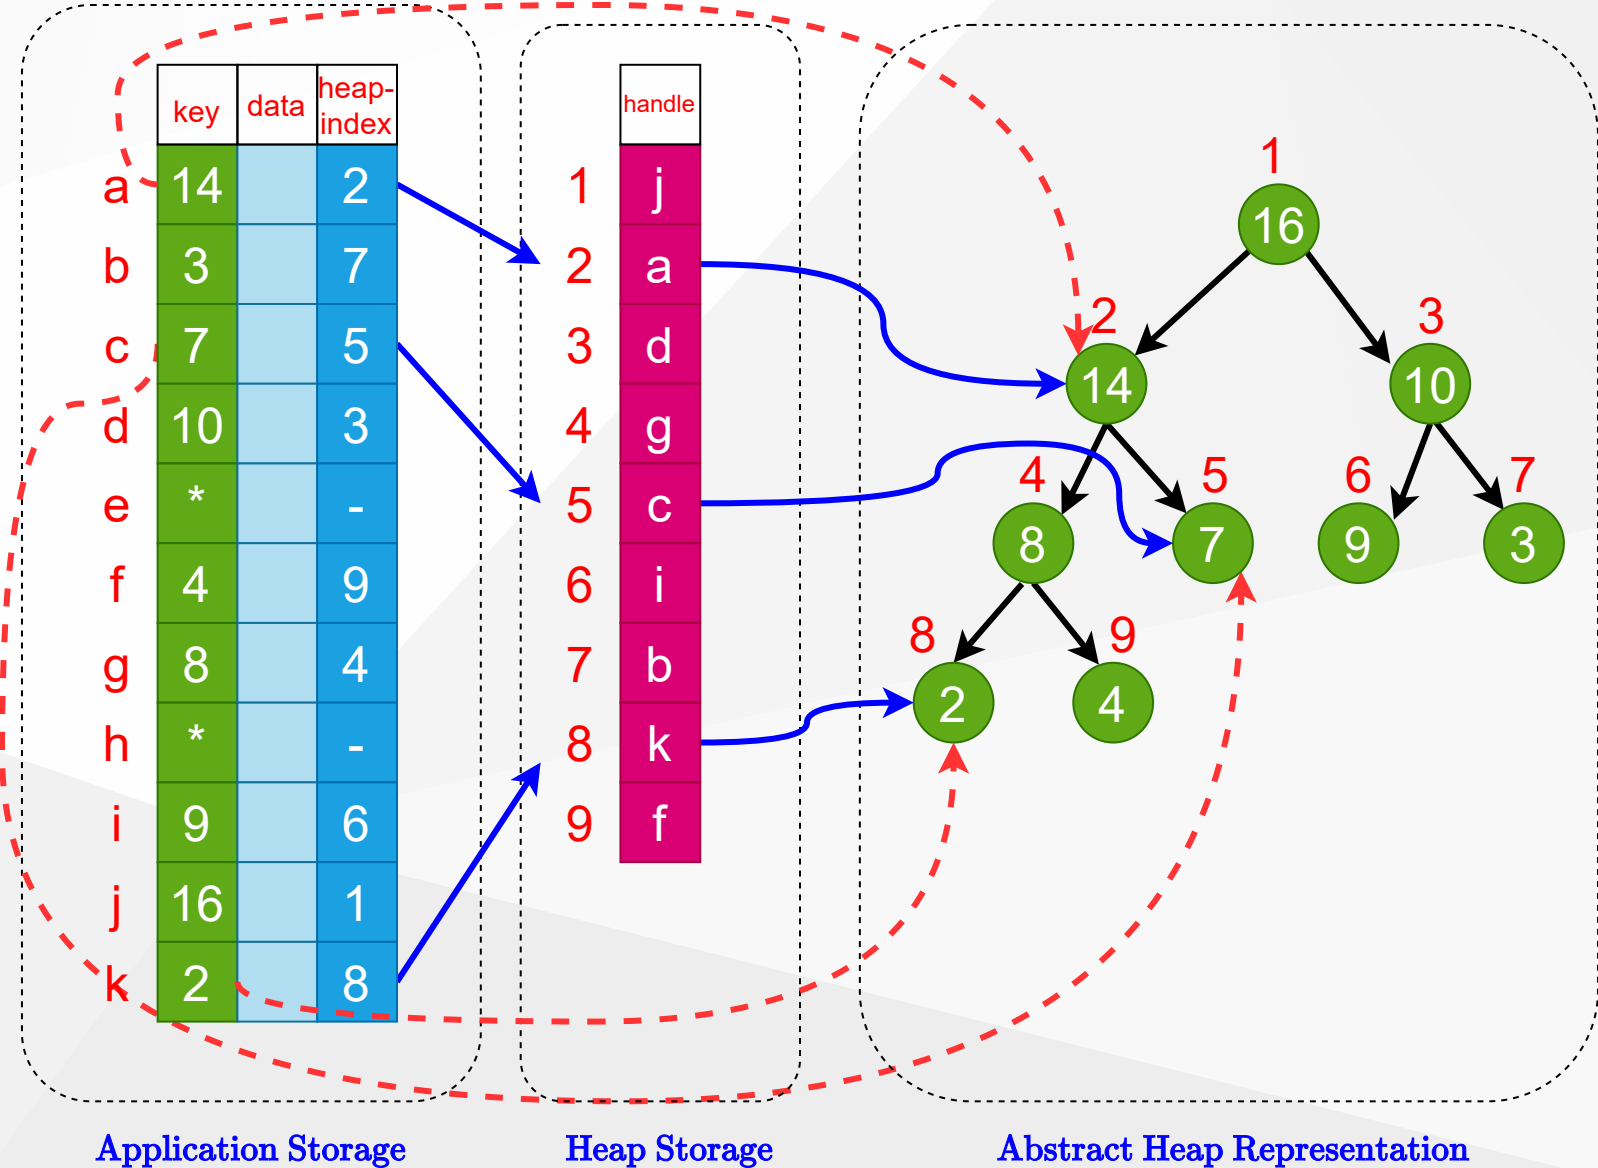 key data heap-
index
a 14 2
b 3 7
c 7 5
d 10 3
e * -
f 4 9
g 8 4
h * -
i 9 6
j 16 1
k 2 8
Application Storage
handle
1 j
2 a
3 d
4 g
5 c
6 i
7 b
8 k
9 f
Heap Storage
1
16
2 3
14 10
4 5 6 7
8 7 9 3
8 9
2 4
Abstract Heap Representation